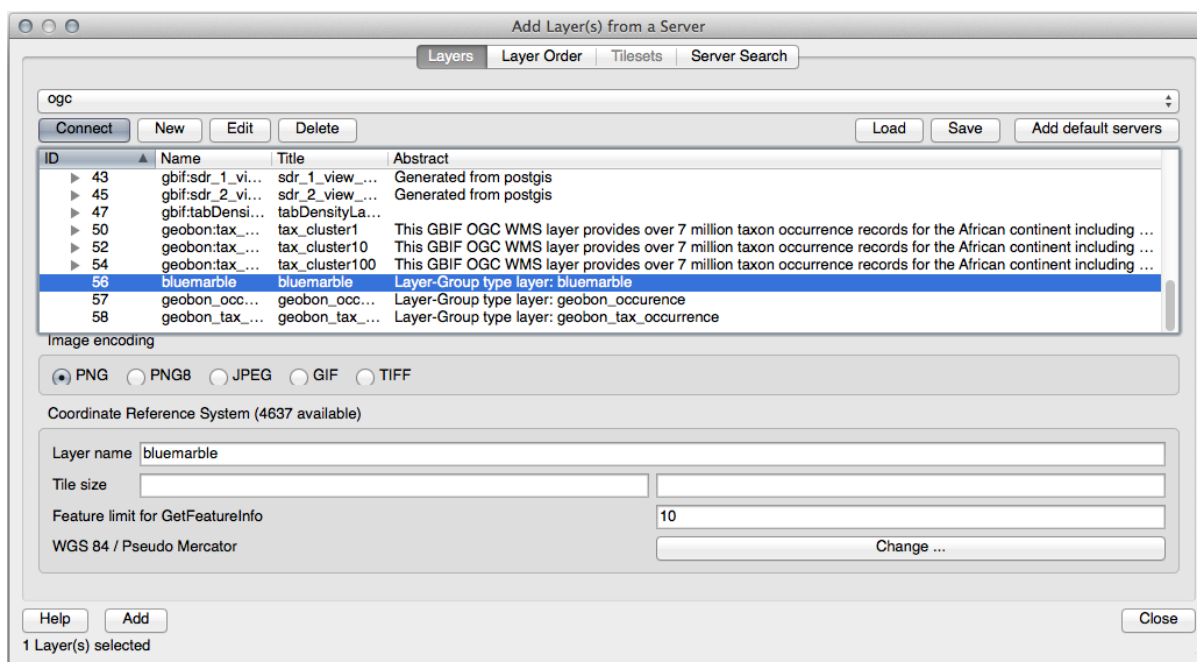 Add Layer(s) from a Server
Layers Layer Order Tilesets Server Search
ogc
Connect New Edit Delete Load Save Add default servers
ID Name Title Abstract
43 gbif:sdr_1_vi... sdr_1_view_... Generated from postgis
45 gbif:sdr_2_vi... sdr_2_view_... Generated from postgis
47 gbif:tabDensi... tabDensityLa...
50 geobon:tax_... tax_cluster1 This GBIF OGC WMS layer provides over 7 million taxon occurrence records for the African continent including ...
52 geobon:tax_... tax_cluster10 This GBIF OGC WMS layer provides over 7 million taxon occurrence records for the African continent including ...
54 geobon:tax_... tax_cluster100 This GBIF OGC WMS layer provides over 7 million taxon occurrence records for the African continent including ...
56 bluemarble bluemarble Layer-Group type layer: bluemarble
57 geobon_occ... geobon_occ... Layer-Group type layer: geobon_occurence
58 geobon_tax_... geobon_tax_... Layer-Group type layer: geobon_tax_occurrence
Image encoding
PNG PNG8 JPEG GIF TIFF
Coordinate Reference System (4637 available)
Layer name bluemarble
Tile size
Feature limit for GetFeatureInfo 10
WGS 84 / Pseudo Mercator Change ...
Help Add Close
1 Layer(s) selected